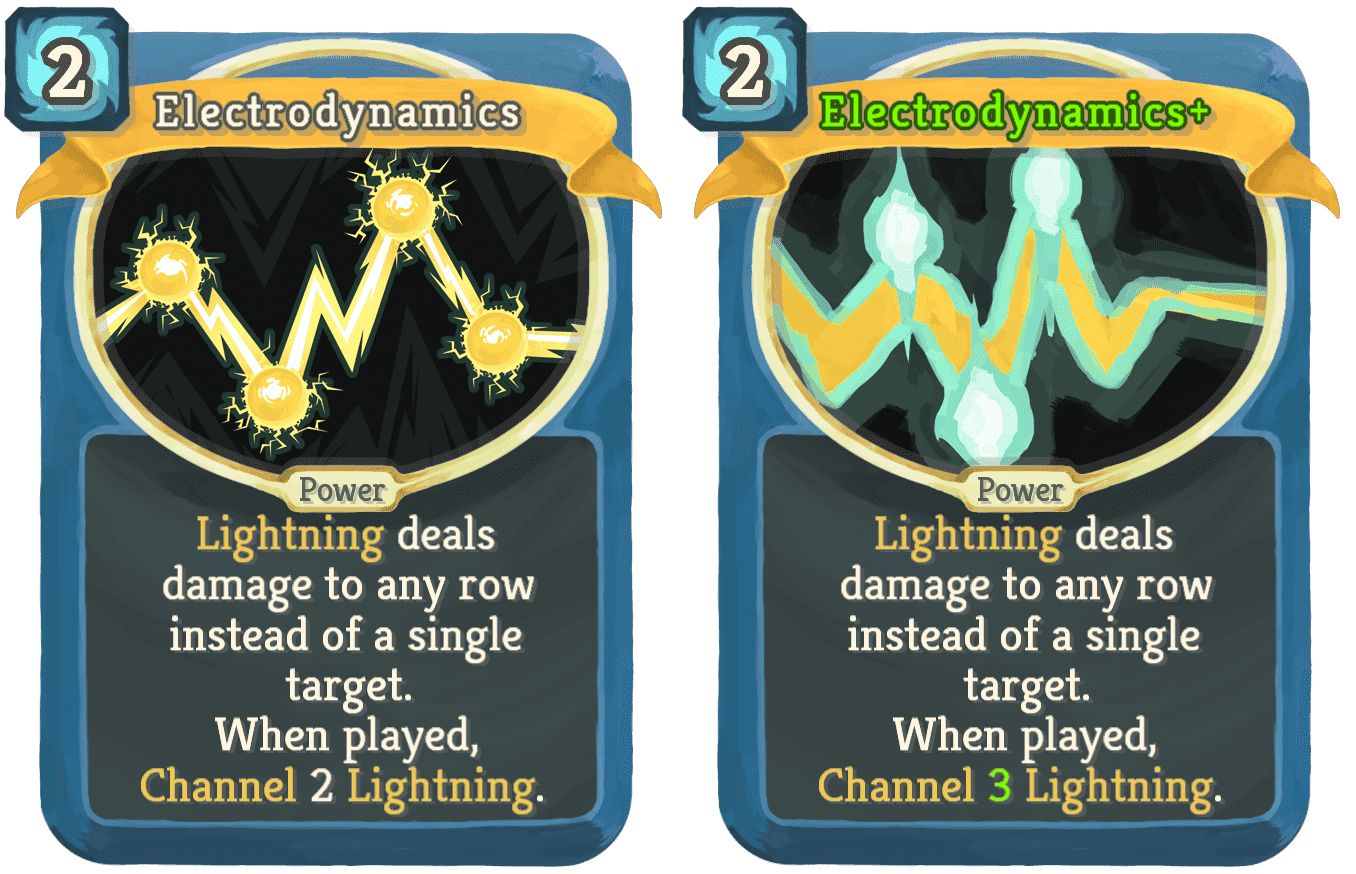 2
Electrodynamics
Power
Lightning deals
damage to any row
instead of a single
target.
When played,
Channel 2 Lightning.
2
Electrodynamics+
Power
Lightning deals
damage to any row
instead of a single
target.
When played,
Channel 3 Lightning.